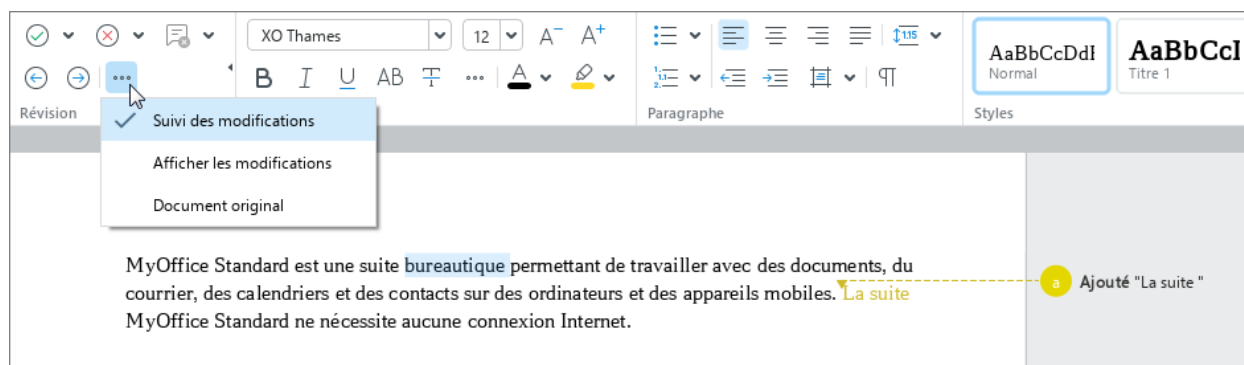 XO Thames
12
A⁻ A⁺
1.15
B I U AB T A
Révision
Paragraphe
Styles
AaBbCcDdE
Normal
AaBbCcI
Titre 1
Suivi des modifications
Afficher les modifications
Document original
MyOffice Standard est une suite bureautique permettant de travailler avec des documents, du
courrier, des calendriers et des contacts sur des ordinateurs et des appareils mobiles. La suite
MyOffice Standard ne nécessite aucune connexion Internet.
a Ajouté "La suite "